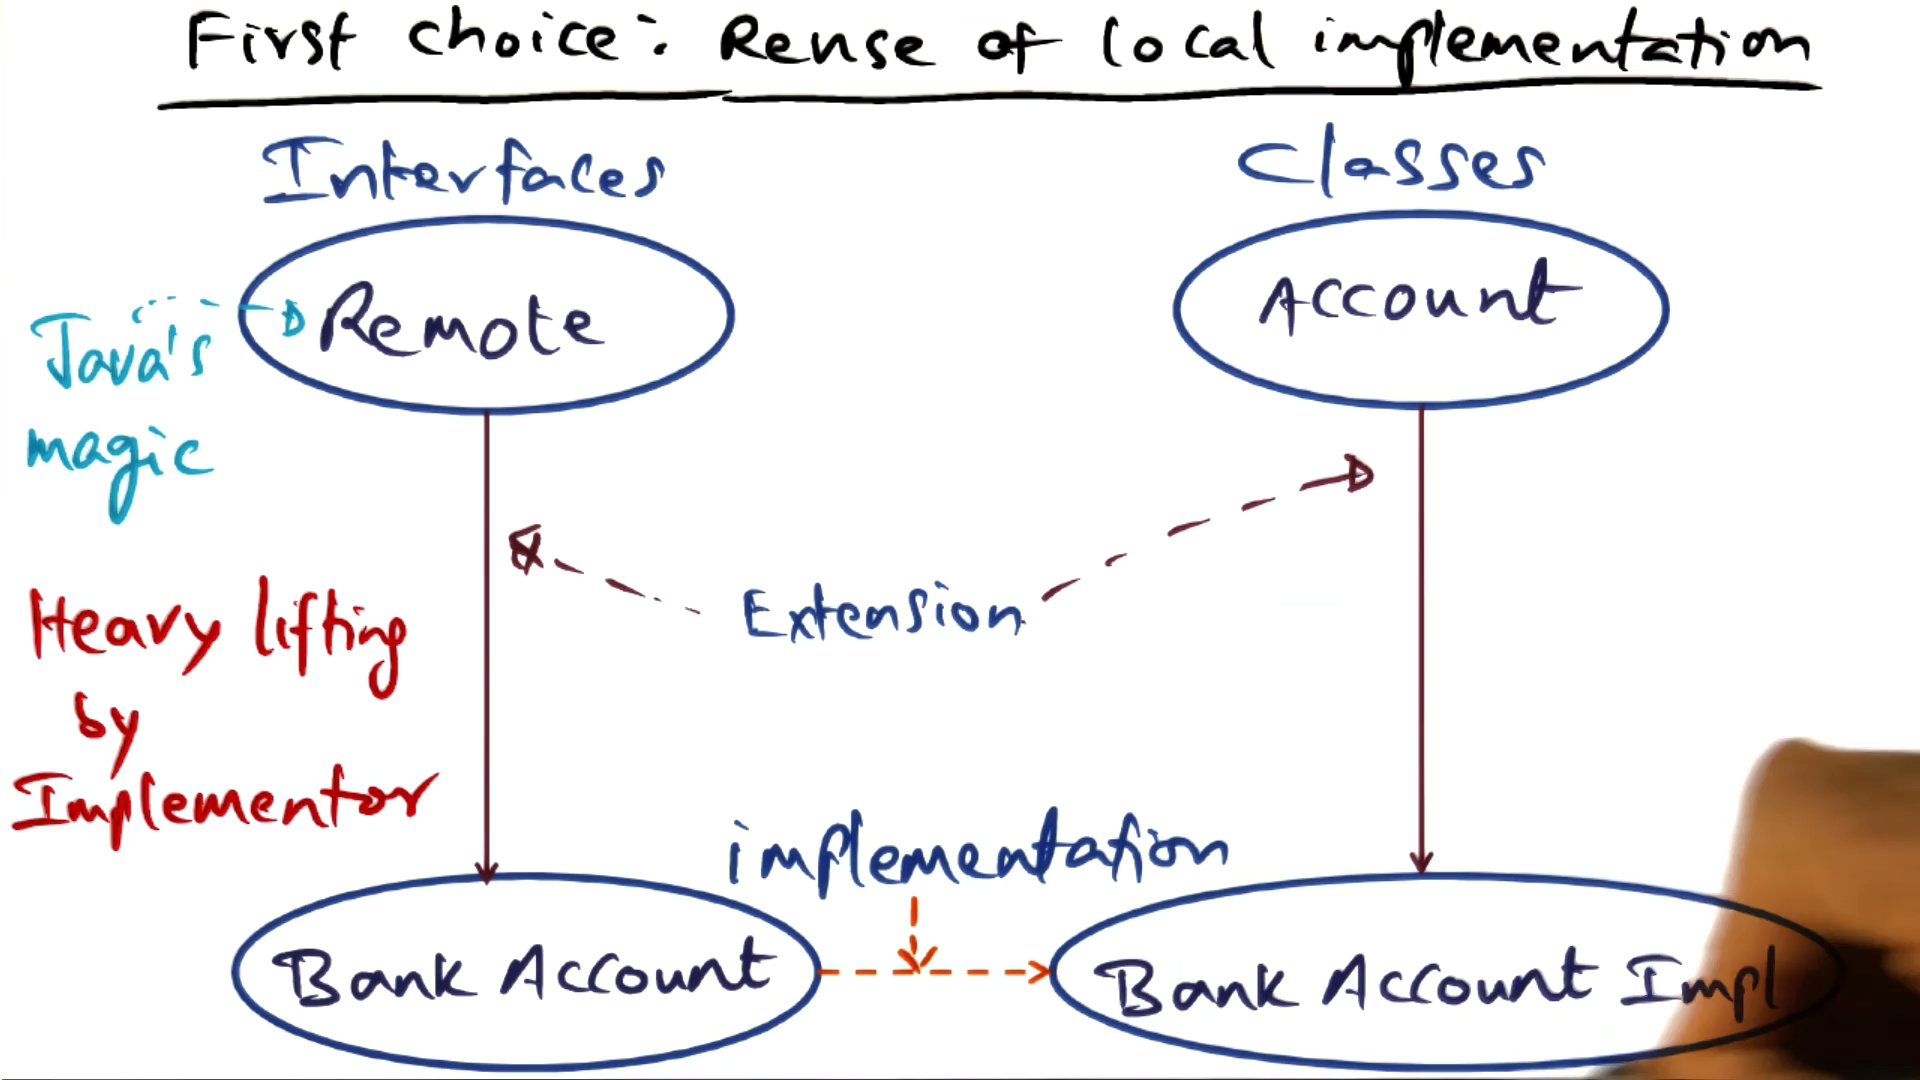 First choice: Reuse of local implementation
Interfaces
Classes
Java's
magic
Remote
Account
Extension
Heavy lifting
by
Implementor
implementation
Bank Account
Bank Account Impl